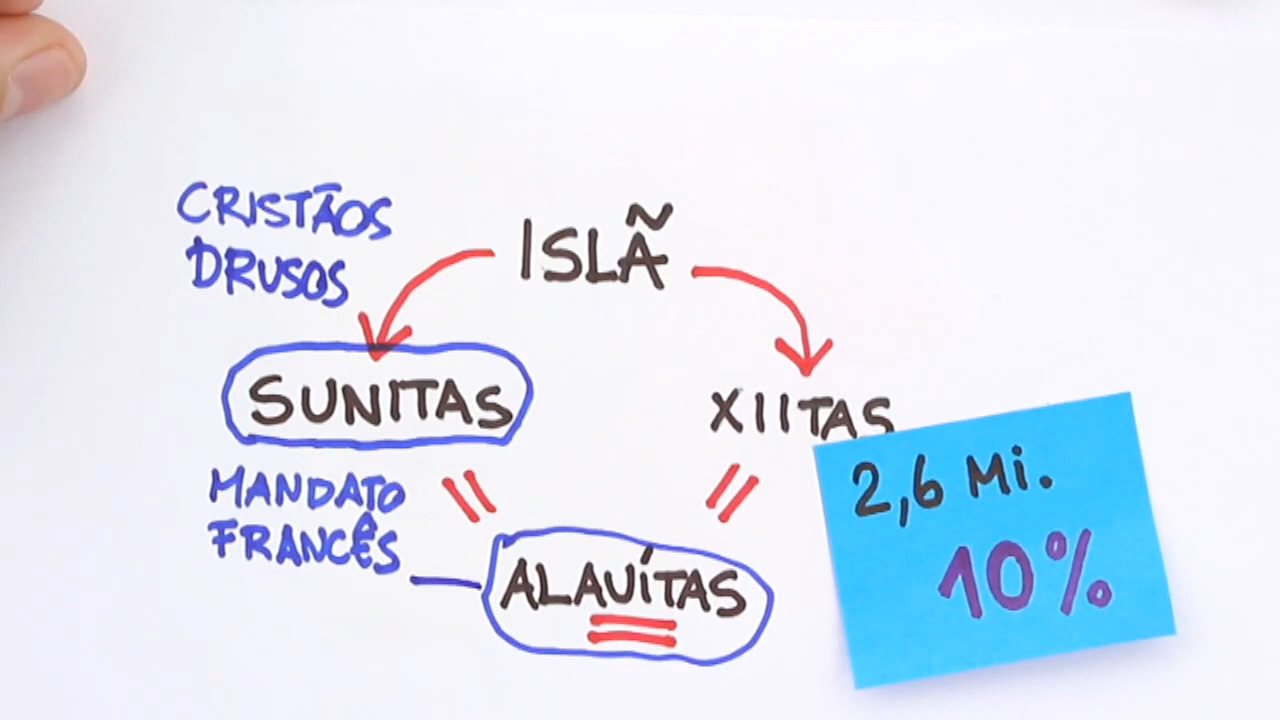 CRISTÃOS
DRUSOS
ISLÃ
SUNITAS
XIITAS
MANDATO
FRANCÊS
ALAUÍTAS
2,6 Mi.
10%